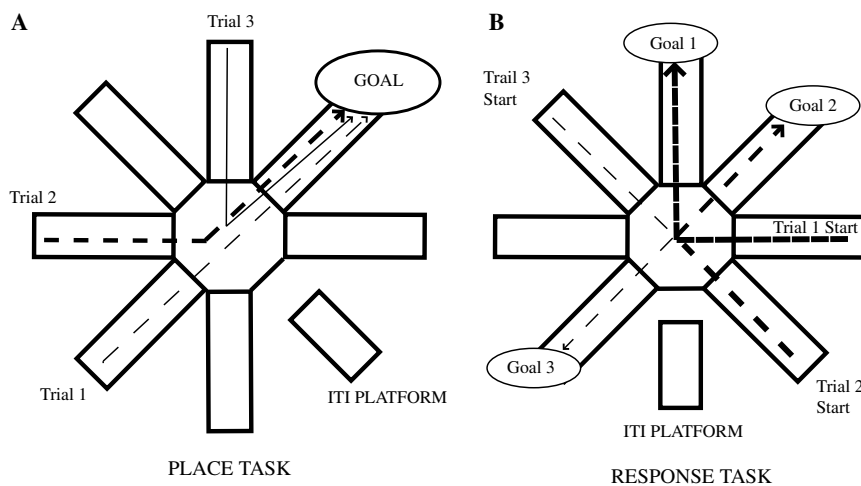 A
Trial 3
GOAL
Trial 2
Trial 1
ITI PLATFORM
PLACE TASK
B
Goal 1
Trail 3
Start
Goal 2
Trial 1 Start
Goal 3
Trial 2
Start
ITI PLATFORM
RESPONSE TASK